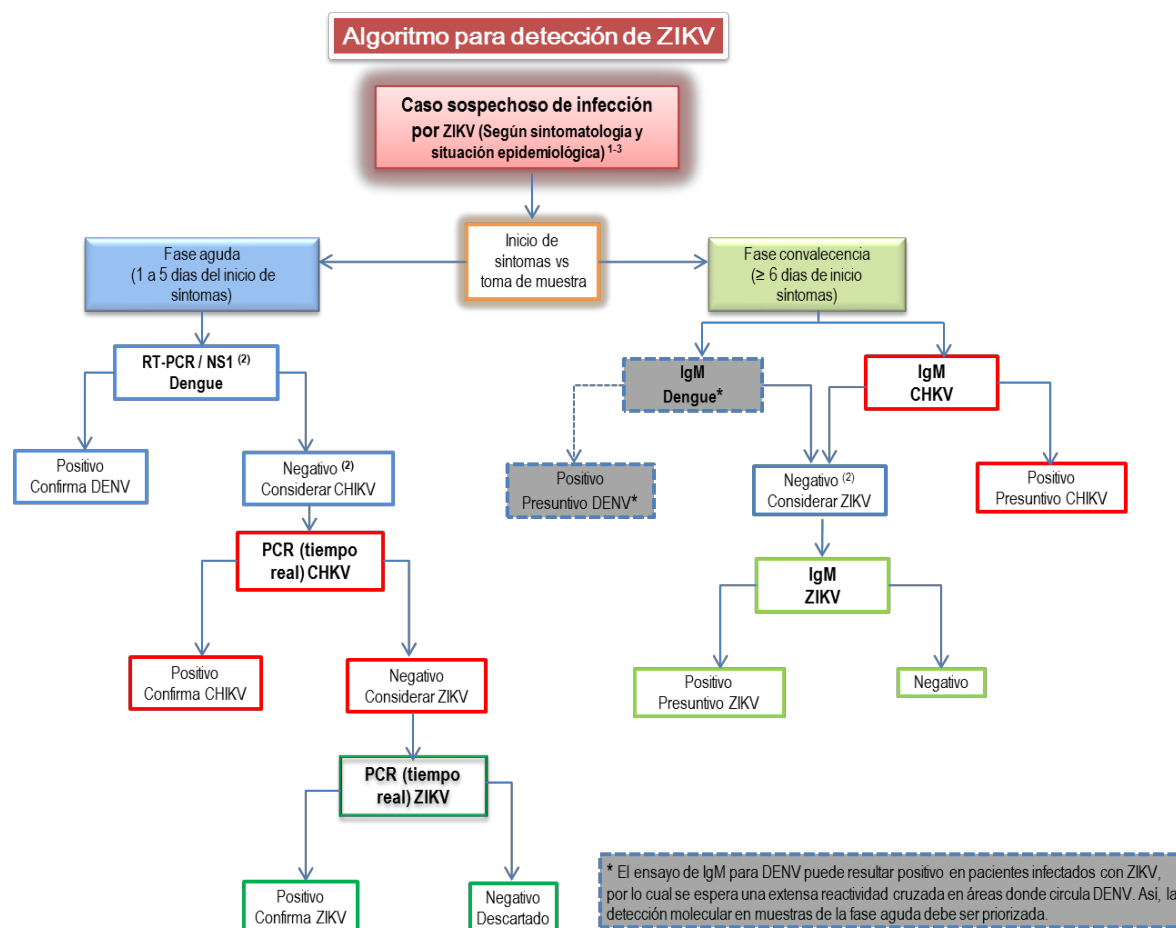 Algoritmo para detección de ZIKV
Caso sospechoso de infección
por ZIKV (Según sintomatología y
situación epidemiológica) 1-3
Inicio de
síntomas vs
toma de muestra
Fase aguda
(1 a 5 dias del inicio de
síntomas)
Fase convalecencia
(≥ 6 dias de inicio
síntomas)
RT-PCR / NS1 (2)
Dengue
IgM
Dengue*
IgM
CHKV
Positivo
Confirma DENV
Negativo (2)
Considerar CHIKV
Positivo
Presuntivo DENV*
Negativo (2)
Considerar ZIKV
Positivo
Presuntivo CHIKV
PCR (tiempo
real) CHKV
IgM
ZIKV
Positivo
Confirma CHIKV
Negativo
Considerar ZIKV
Positivo
Presuntivo ZIKV
Negativo
PCR (tiempo
real) ZIKV
Positivo
Confirma ZIKV
Negativo
Descartado
* El ensayo de IgM para DENV puede resultar positivo en pacientes infectados con ZIKV,
por lo cual se espera una extensa reactividad cruzada en áreas donde circula DENV. Así, la
detección molecular en muestras de la fase aguda debe ser priorizada.